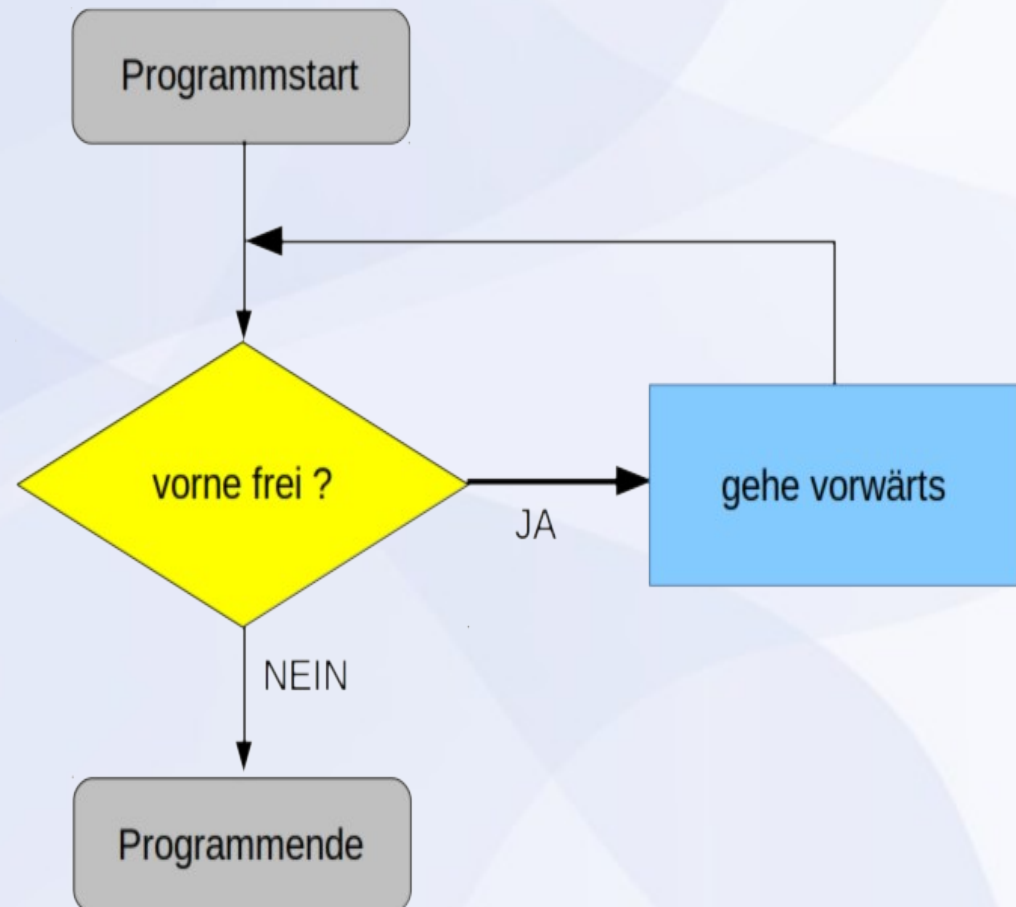 Programmstart
vorne frei ?
JA
gehe vorwärts
NEIN
Programmende